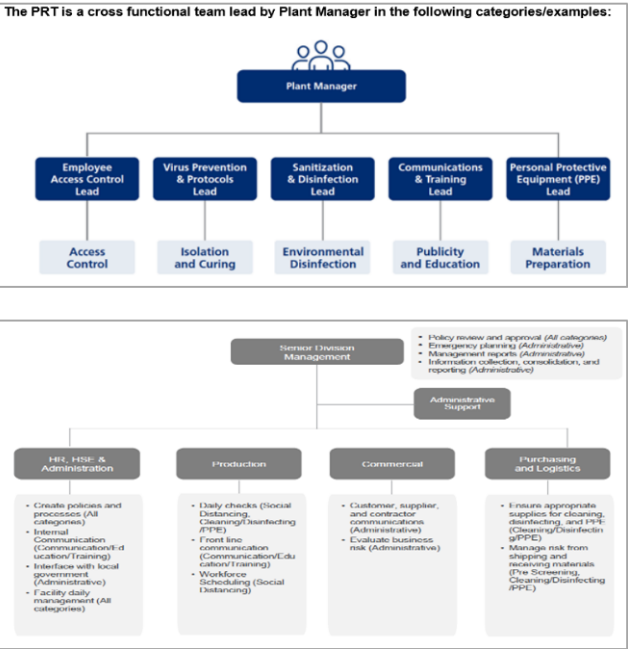 The PRT is a cross functional team lead by Plant Manager in the following categories/examples:
Plant Manager
Employee
Access Control
Lead
Virus Prevention
& Protocols
Lead
Sanitization
& Disinfection
Lead
Communications
& Training
Lead
Personal Protective
Equipment (PPE)
Lead
Access
Control
Isolation
and Curing
Environmental
Disinfection
Publicity
and Education
Materials
Preparation
Senior Division
Management
• Policy review and approval (All categories)
• Emergency planning (Administrative)
• Management reports (Administrative)
• Information collection, consolidation, and
reporting (Administrative)
Administrative
Support
HR, HSE &
Administration
Production
Commercial
Purchasing
and Logistics
• Create policies and
processes (All
categories)
• Internal
Communication
(Communication/Ed
ucation/Training)
• Interface with local
government
(Administrative)
• Facility daily
management (All
categories)
• Daily checks (Social
Distancing,
Cleaning/Disinfecting
/PPE)
• Front line
communication
(Communication/Edu
cation/Training)
• Workforce
Scheduling (Social
Distancing)
• Customer, supplier,
and contractor
communications
(Administrative)
• Evaluate business
risk (Administrative)
• Ensure appropriate
supplies for cleaning,
disinfecting, and PPE
(Cleaning/Disinfectin
g/PPE)
• Manage risk from
shipping and
receiving materials
(Pre Screening,
Cleaning/Disinfecting
/PPE)